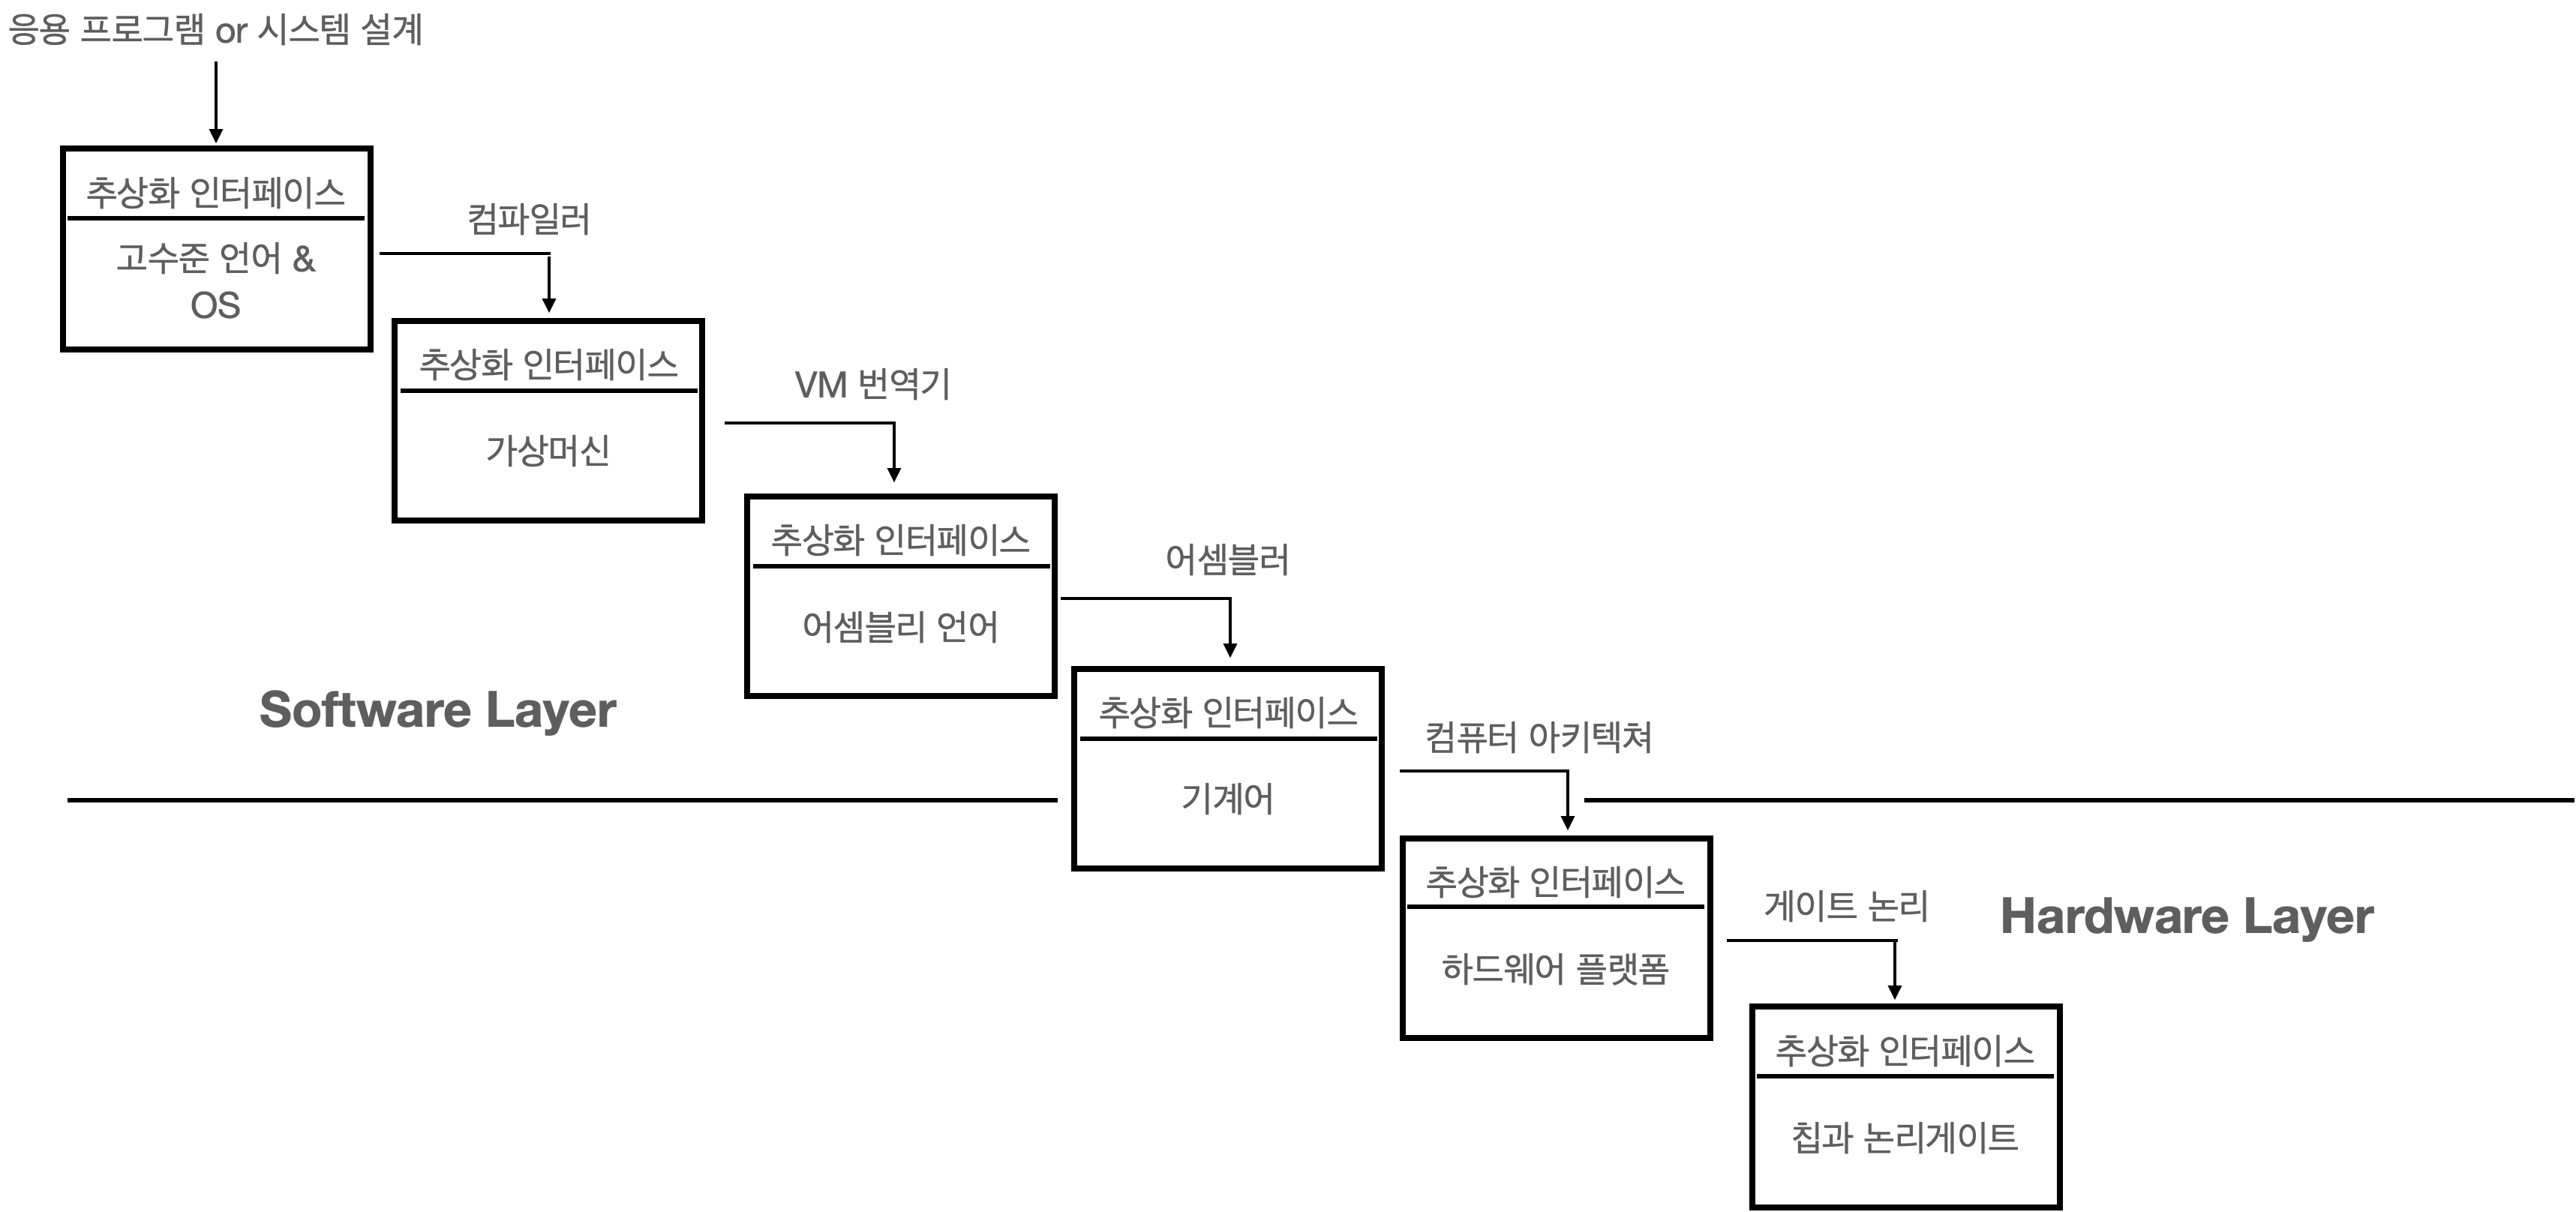 응용 프로그램 or 시스템 설계
추상화 인터페이스
고수준 언어 &
OS
컴파일러
추상화 인터페이스
가상머신
VM 번역기
추상화 인터페이스
어셈블리 언어
어셈블러
Software Layer
추상화 인터페이스
기계어
컴퓨터 아키텍쳐
추상화 인터페이스
하드웨어 플랫폼
게이트 논리
Hardware Layer
추상화 인터페이스
칩과 논리게이트